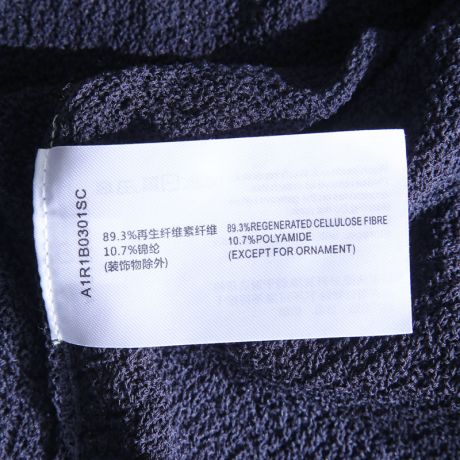 A1R1B0301SC
89.3%再生纤维素纤维
10.7%锦纶
(装饰物除外)
89.3%REGENERATED CELLULOSE FIBRE
10.7%POLYAMIDE
(EXCEPT FOR ORNAMENT)